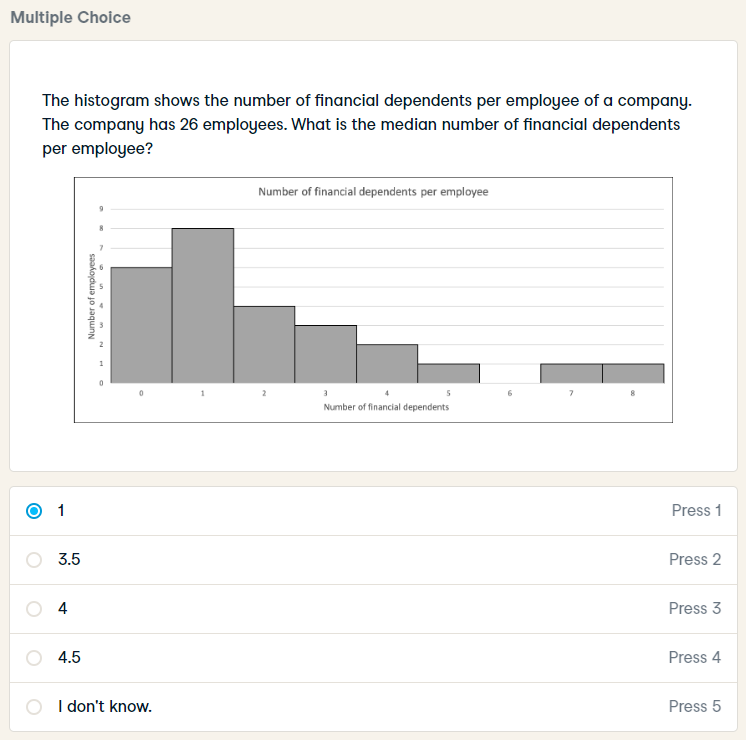 Multiple Choice
The histogram shows the number of financial dependents per employee of a company.
The company has 26 employees. What is the median number of financial dependents
per employee?
Number of financial dependents per employee
9
8
7
6
5
4
3
2
1
0
Number of employees
0 1 2 3 4 5 6 7 8
Number of financial dependents
1 Press 1
3.5 Press 2
4 Press 3
4.5 Press 4
I don't know. Press 5